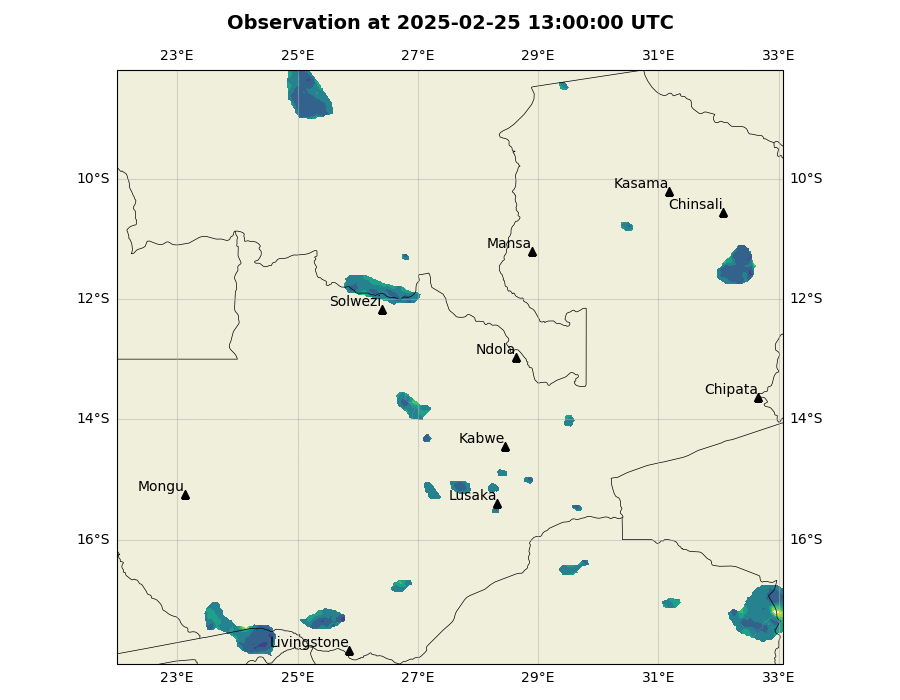 Observation at 2025-02-25 13:00:00 UTC
23°E 25°E 27°E 29°E 31°E 33°E
10°S 10°S
Kasama
Chinsali
Mansa
12°S 12°S
Solwezi
Ndola
Chipata
14°S 14°S
Kabwe
Mongu
Lusaka
16°S 16°S
Livingstone
23°E 25°E 27°E 29°E 31°E 33°E